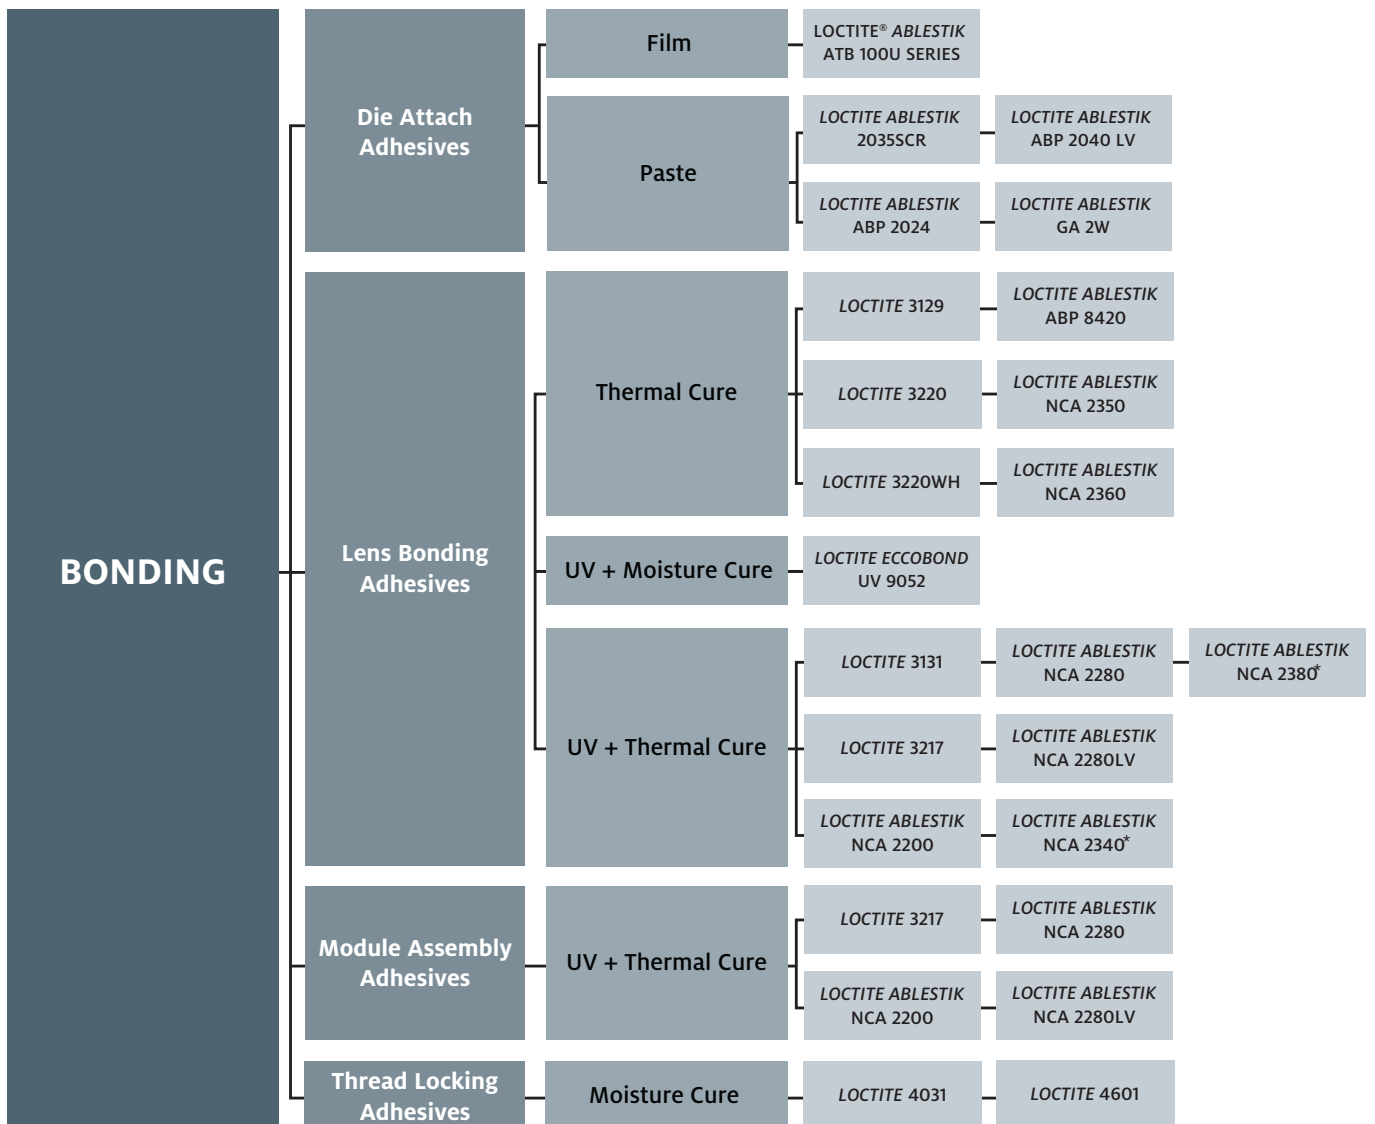 BONDING
Die Attach
Adhesives
Film
LOCTITE® ABLESTIK
ATB 100U SERIES
Paste
LOCTITE ABLESTIK
2035SCR
LOCTITE ABLESTIK
ABP 2040 LV
LOCTITE ABLESTIK
ABP 2024
LOCTITE ABLESTIK
GA 2W
Lens Bonding
Adhesives
Thermal Cure
LOCTITE 3129
LOCTITE ABLESTIK
ABP 8420
LOCTITE 3220
LOCTITE ABLESTIK
NCA 2350
LOCTITE 3220WH
LOCTITE ABLESTIK
NCA 2360
UV + Moisture Cure
LOCTITE ECCOBOND
UV 9052
UV + Thermal Cure
LOCTITE 3131
LOCTITE ABLESTIK
NCA 2280
LOCTITE ABLESTIK
NCA 2380*
LOCTITE 3217
LOCTITE ABLESTIK
NCA 2280LV
LOCTITE ABLESTIK
NCA 2200
LOCTITE ABLESTIK
NCA 2340*
Module Assembly
Adhesives
UV + Thermal Cure
LOCTITE 3217
LOCTITE ABLESTIK
NCA 2280
LOCTITE ABLESTIK
NCA 2200
LOCTITE ABLESTIK
NCA 2280LV
Thread Locking
Adhesives
Moisture Cure
LOCTITE 4031
LOCTITE 4601